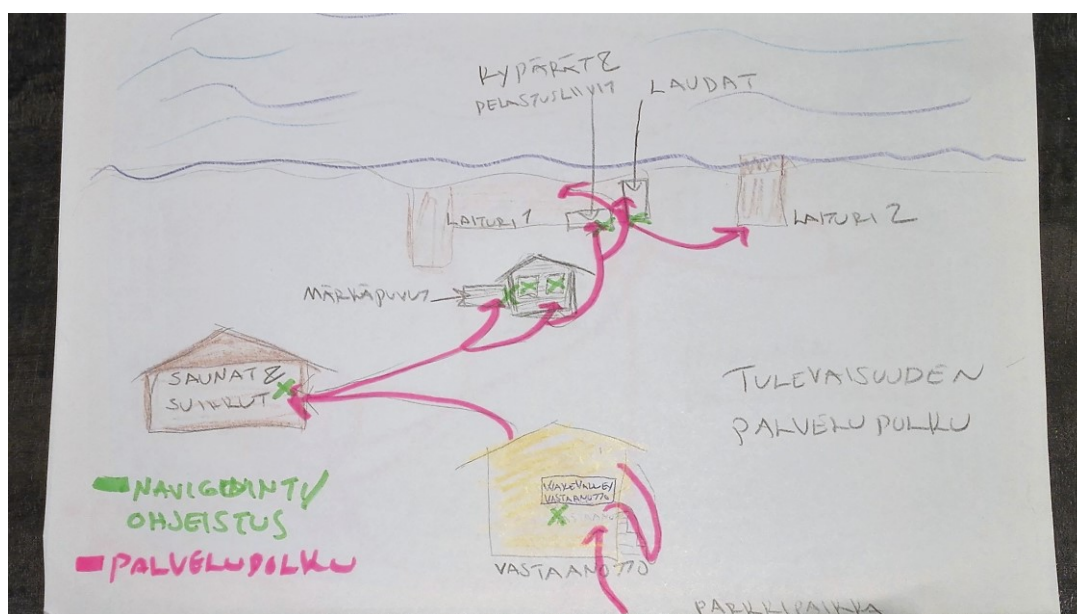 KYPÄRÄT &
PELASTUSLIIVIT
LAUDAT
LAITURI 1
LAITURI 2
MÄRKÄPUVUT
SAUNAT &
SUIHKUT
TULEVAISUUDEN
PALVELUPOLKU
WAKEVALLEY
VASTAANOTTO
NAVIGOINTI/
OHJEISTUS
PALVELUPOLKU
VASTAANOTTO
PARKKIPAIKKA